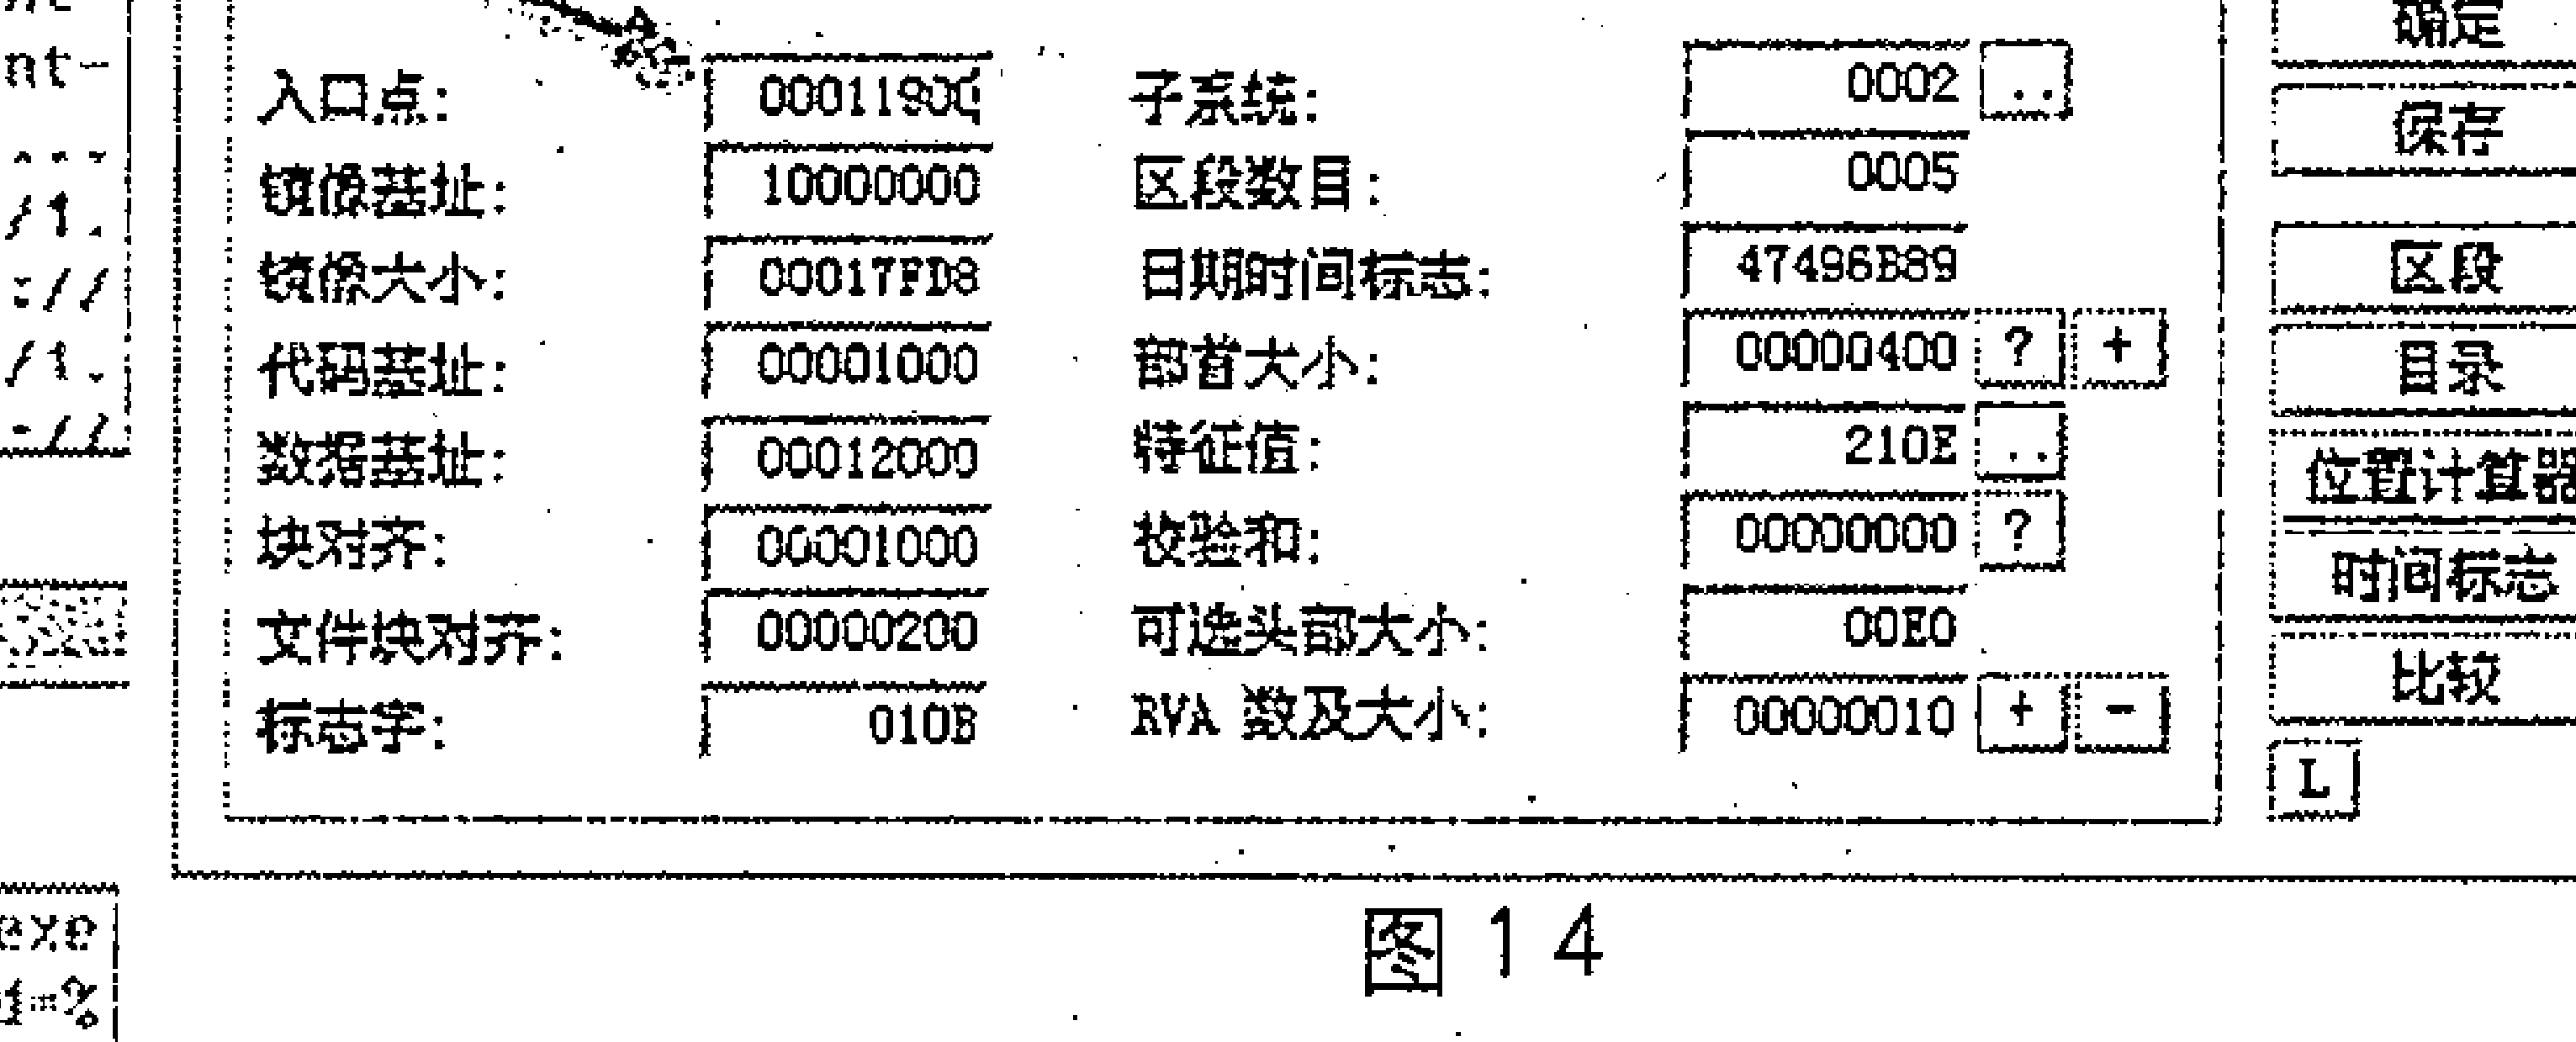 nt-
/1.
://
/1.
exe
=%
确定
入口点: 子系统: 0002 ..
保存
镜像基址: 10000000 区段数目: 0005
区段
镜像大小: 00017FD8 日期时间标志: 47496B89
代码基址: 00001000 部首大小: 00000400 ? +
目录
数据基址: 00012000 特征值: 210E ..
位置计算器
块对齐: 00001000 校验和: 00000000 ?
时间标志
文件块对齐: 00000200 可选头部大小: 00E0
比较
标志字: 010B RVA 数及大小: 00000010 + -
L
图 14